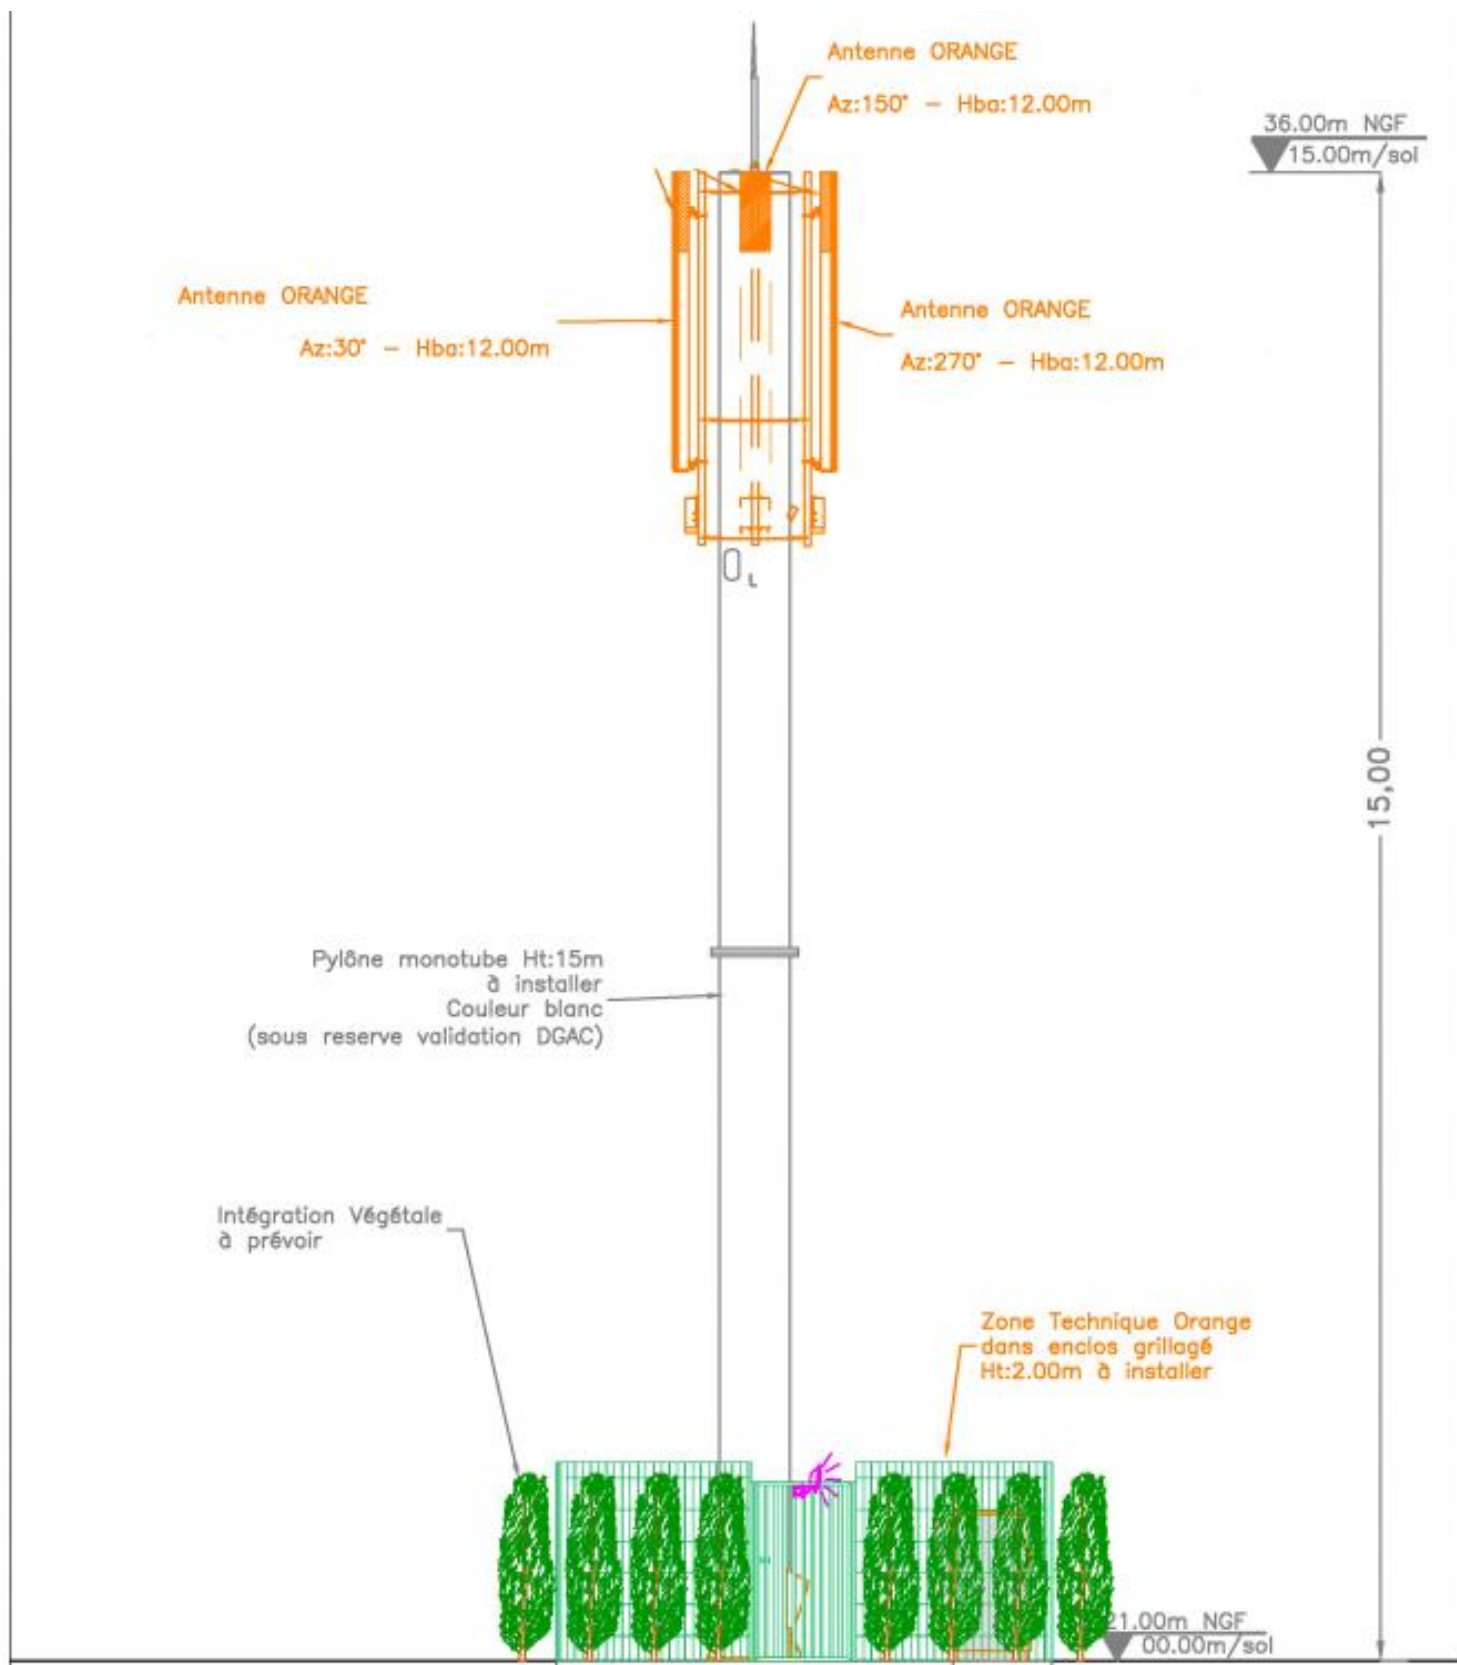 Antenne ORANGE
Az:150° - Hba:12.00m
36.00m NGF
15.00m/sol
Antenne ORANGE
Az:30° - Hba:12.00m
Antenne ORANGE
Az:270° - Hba:12.00m
L
15,00
Pylône monotube Ht:15m
à installer
Couleur blanc
(sous reserve validation DGAC)
Intégration Végétale
à prévoir
Zone Technique Orange
dans enclos grillagé
Ht:2.00m à installer
21.00m NGF
00.00m/sol